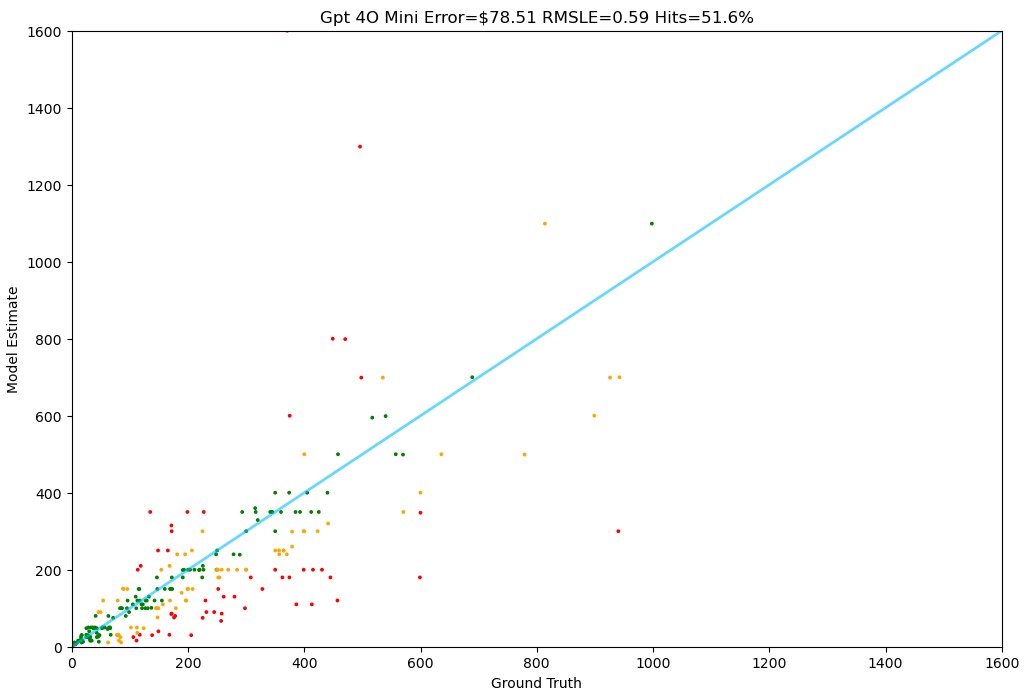 Gpt 4O Mini Error=$78.51 RMSLE=0.59 Hits=51.6%
1600
1400
1200
1000
800
600
400
200
0
Model Estimate
0 200 400 600 800 1000 1200 1400 1600
Ground Truth